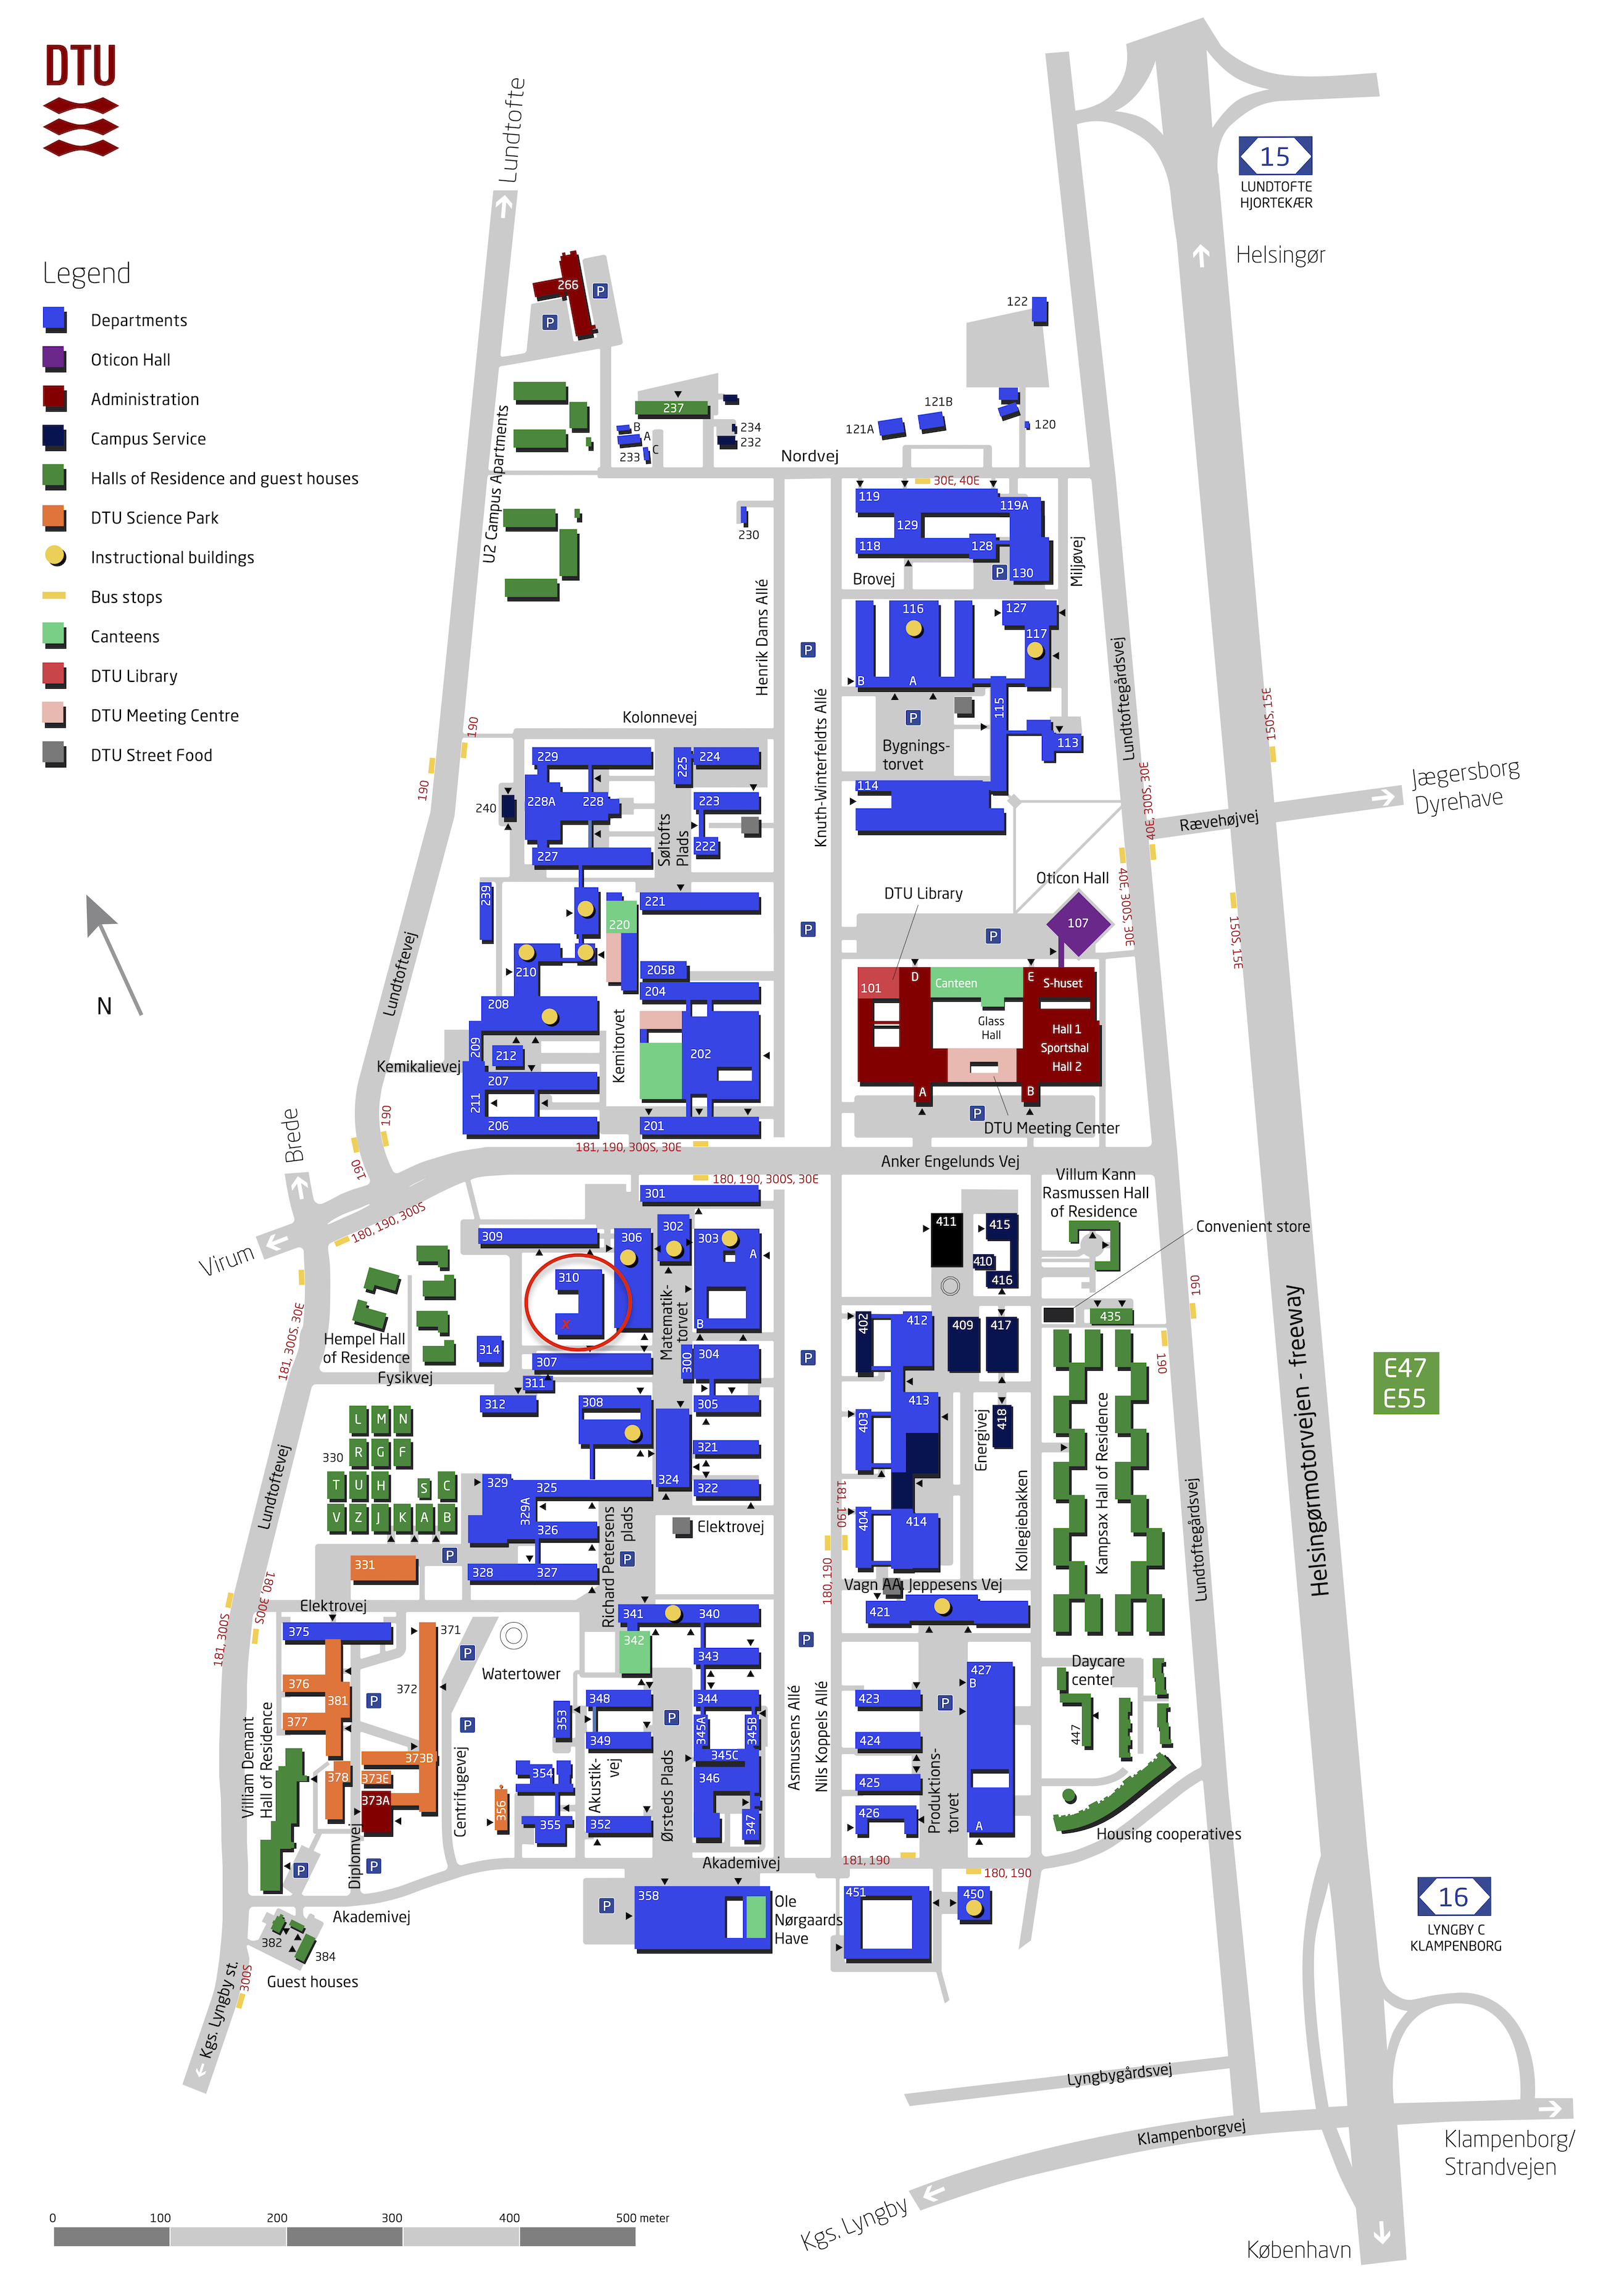 DTU
Lundtofte
15
LUNDTOFTE
HJORTEKÆR
Helsingør
Legend
Departments
Oticon Hall
Administration
Campus Service
Halls of Residence and guest houses
DTU Science Park
Instructional buildings
Bus stops
Canteens
DTU Library
DTU Meeting Centre
DTU Street Food
266
P
P
122
U2 Campus Apartments
237
B
A
C
233
234
232
121A
121B
120
Nordvej
30E, 40E
230
119
119A
129
118
128
P
130
Miljøvej
Brovej
Henrik Dams Allé
116
127
117
B
A
P
P
115
113
Bygnings-
torvet
114
Knuth-Winterfeldts Allé
Lundtoftegårdsvej
150S, 15E
Kolonnevej
190
190
229
225
224
240
228A
228
223
222
227
Søltofts
Plads
30E, 300S, 40E
Rævehøjvej
Jægersborg
Dyrehave
239
221
220
210
205B
204
208
209
212
202
207
211
206
201
Kemitorvet
Kemikalievej
Lundtoftevej
N
P
DTU Library
Oticon Hall
107
P
40E, 300S, 30E
150S, 15E
101
D
Canteen
E
S-huset
Glass
Hall
Hall 1
Sportshal
Hall 2
A
B
P
DTU Meeting Center
190
190
Brede
181, 190, 300S, 30E
Anker Engelunds Vej
180, 190, 300S, 30E
180, 190, 300S
Virum
301
309
306
302
303
A
B
310
x
314
307
311
312
308
300
304
305
321
324
322
Matematik-
torvet
Hempel Hall
of Residence
Fysikvej
181, 300S, 30E
P
411
415
410
416
402
412
409
417
403
413
418
404
414
Energivej
Kollegiebakken
Villum Kann
Rasmussen Hall
of Residence
Convenient store
435
190
190
Kampsax Hall of Residence
Helsingørmotorvejen - freeway
E47
E55
L
M
N
330
R
G
F
T
U
H
S
C
V
Z
J
K
A
B
Lundtoftevej
329
325
329A
326
328
327
Richard Petersens
plads
P
Elektrovej
331
P
181, 190
180, 190
Vagn AA. Jeppesens Vej
421
Lundtoftegårdsvej
Elektrovej
180, 300S
181, 300S
375
371
376
381
377
372
P
P
P
373B
378
373E
373A
Villiam Demant
Hall of Residence
Diplomvej
P
P
Centrifugevej
Watertower
341
340
342
343
348
344
353
349
P
345A
345B
345C
354
346
356
355
352
347
Akustik-
vej
Ørsteds Plads
P
Asmussens Allé
Nils Koppels Allé
423
424
425
426
P
427
B
A
Produktions-
torvet
Daycare
center
447
Housing cooperatives
Akademivej
181, 190
180, 190
358
P
Ole
Nørgaards
Have
451
450
Akademivej
382
384
Guest houses
300S
Kgs. Lyngby st.
16
LYNGBY C
KLAMPENBORG
Lyngbygårdsvej
Klampenborgvej
Klampenborg/
Strandvejen
Kgs. Lyngby
København
0
100
200
300
400
500 meter